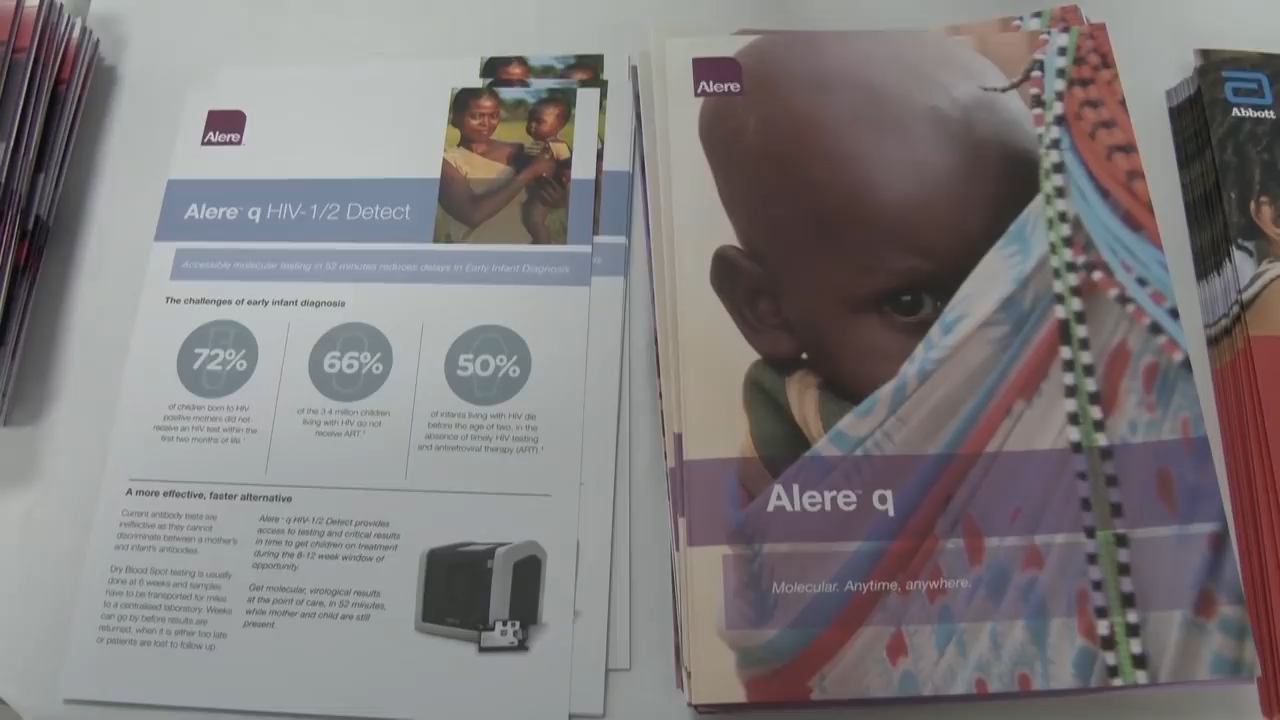 Alere
Alere™ q HIV-1/2 Detect
Accessible molecular testing in 52 minutes reduces delays in Early Infant Diagnosis
The challenges of early infant diagnosis
72%
of children born to HIV
positive mothers did not
receive an HIV test within the
first two months of life
66%
of the 3.4 million children
living with HIV do not
receive ART.
50%
of infants living with HIV die
before the age of two, in the
absence of timely HIV testing
and antiretroviral therapy (ART).
A more effective, faster alternative
Current antibody tests are
ineffective as they cannot
discriminate between a mother's
and infant's antibodies.
Dry Blood Spot testing is usually
done at 6 weeks and samples
have to be transported for miles
to a centralised laboratory. Weeks
can go by before results are
returned, when it is either too late
or patients are lost to follow up.
Alere™ q HIV-1/2 Detect provides
access to testing and critical results
in time to get children on treatment
during the 8-12 week window of
opportunity.
Get molecular, virological results
at the point of care, in 52 minutes,
while mother and child are still
present.
Alere
Alere™ q
Molecular. Anytime, anywhere.
Abbott